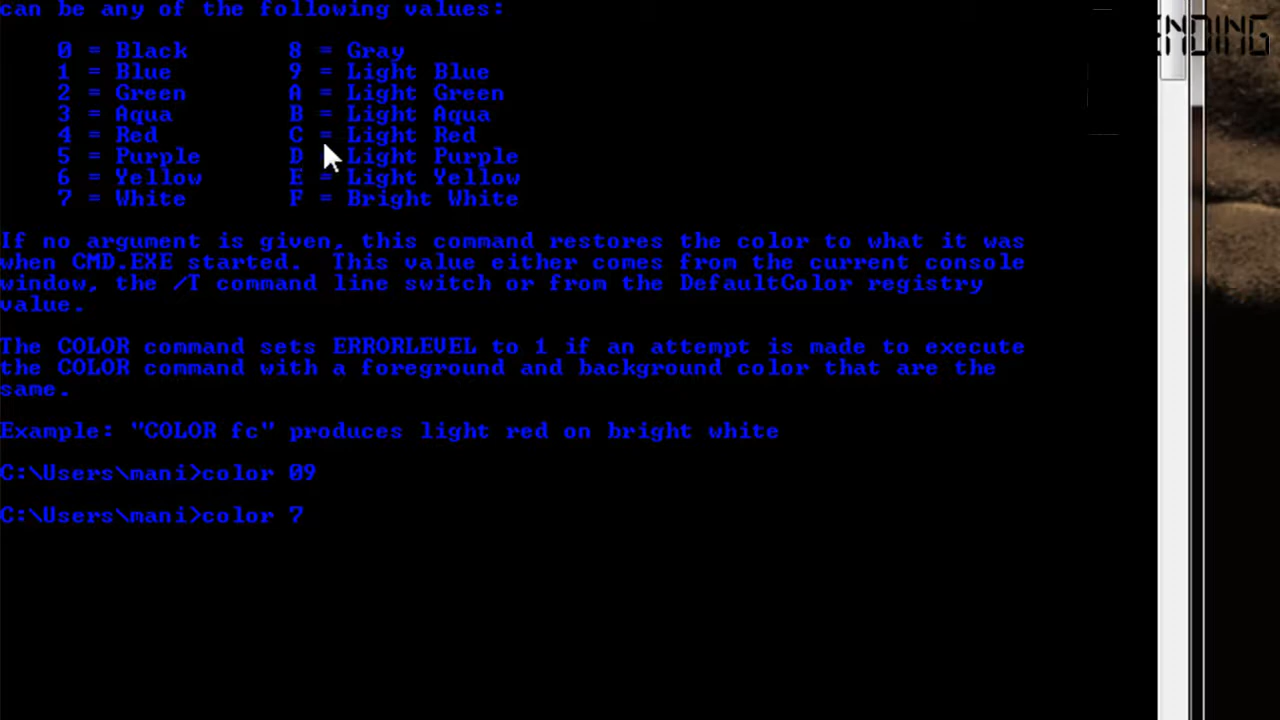 can be any of the following values:
0 = Black 8 = Gray
1 = Blue 9 = Light Blue
2 = Green A = Light Green
3 = Aqua B = Light Aqua
4 = Red C = Light Red
5 = Purple D Light Purple
6 = Yellow E = Light Yellow
7 = White F = Bright White
If no argument is given, this command restores the color to what it was
when CMD.EXE started. This value either comes from the current console
window, the /T command line switch or from the DefaultColor registry
value.
The COLOR command sets ERRORLEVEL to 1 if an attempt is made to execute
the COLOR command with a foreground and background color that are the
same.
Example: "COLOR fc" produces light red on bright white
C:\Users\mani>color 09
C:\Users\mani>color 7